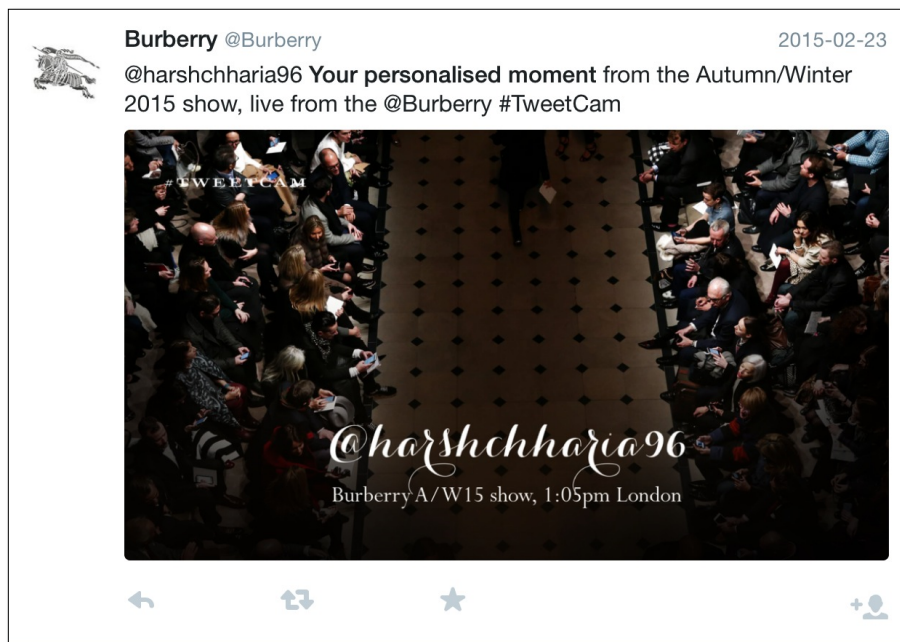 Burberry @Burberry 2015-02-23
@harshchharia96 Your personalised moment from the Autumn/Winter
2015 show, live from the @Burberry #TweetCam
#TWEETCAM
@harshchharia96
Burberry A/W15 show, 1:05pm London